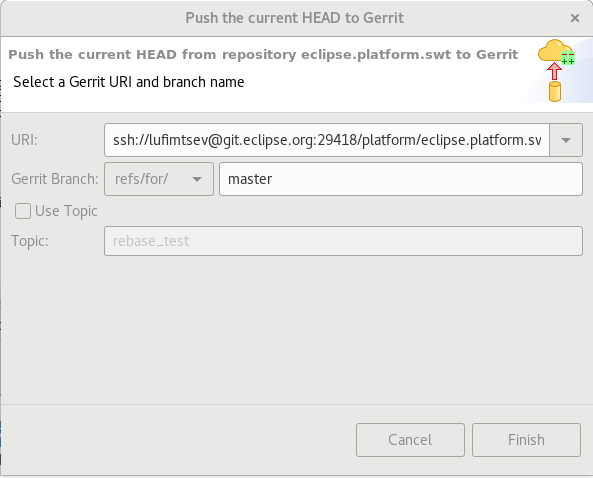 Push the current HEAD to Gerrit
Push the current HEAD from repository eclipse.platform.swt to Gerrit
Select a Gerrit URI and branch name
URI: ssh://lufimtsev@git.eclipse.org:29418/platform/eclipse.platform.sw
Gerrit Branch: refs/for/ master
Use Topic
Topic: rebase_test
Cancel Finish